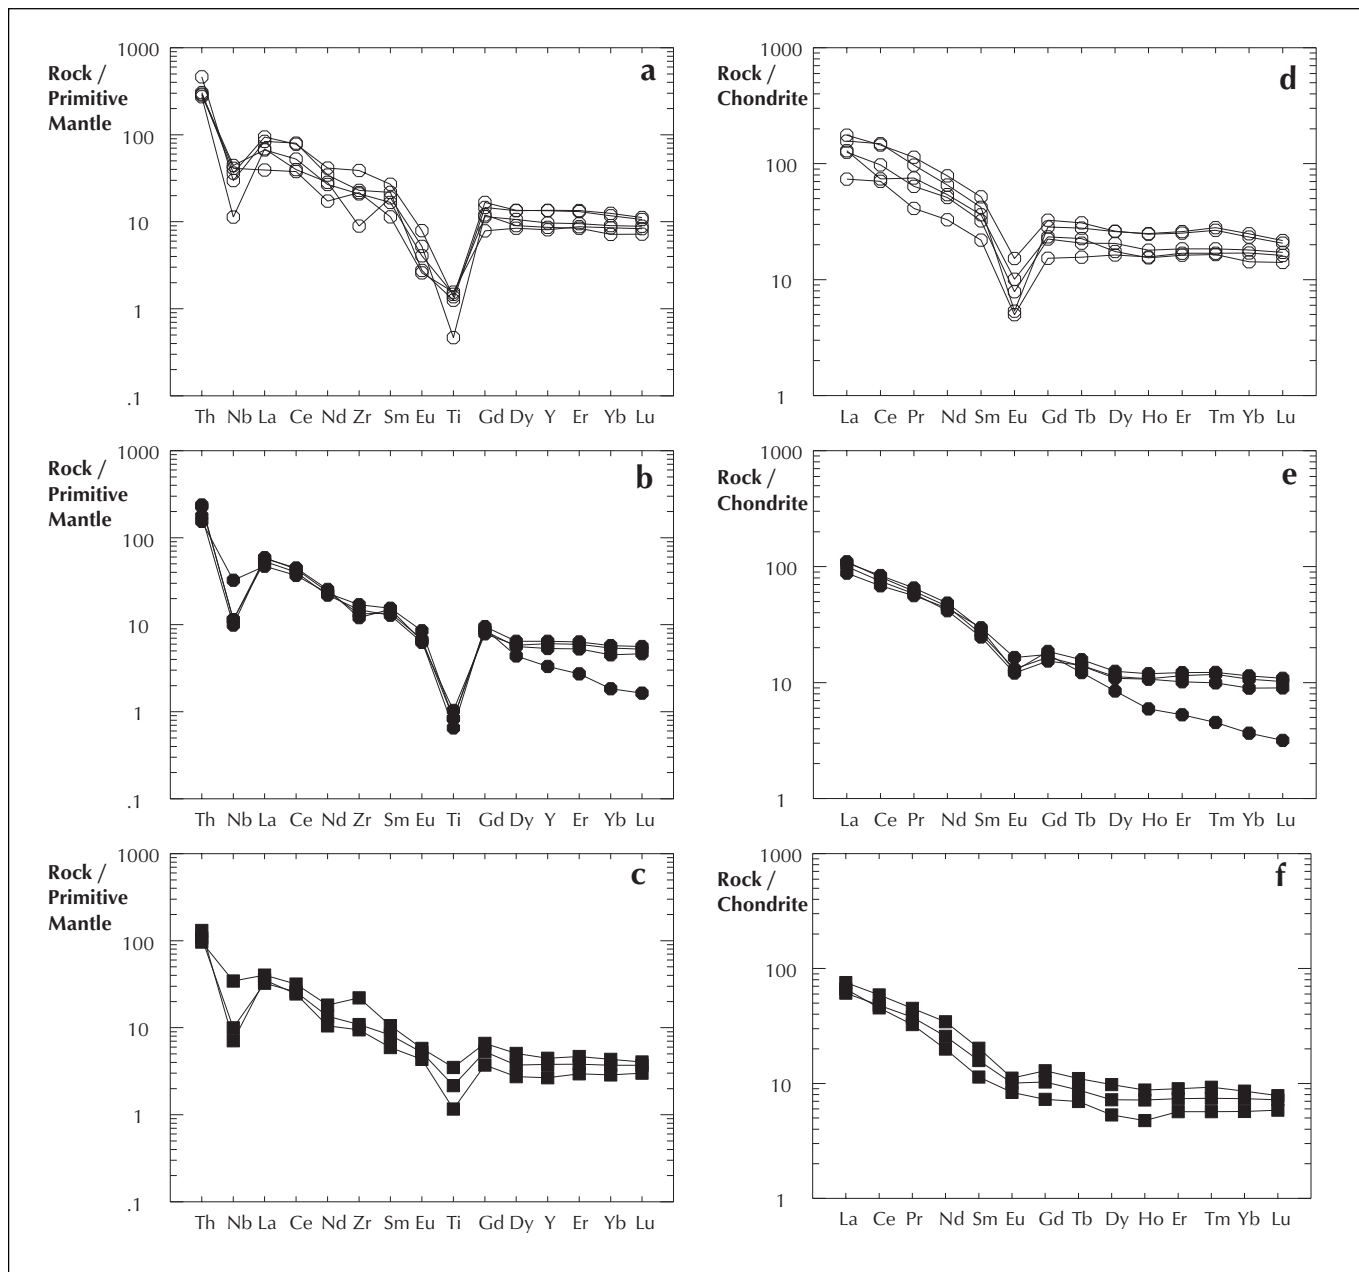 a
Rock /
Primitive
Mantle
1000
100
10
1
.1
Th Nb La Ce Nd Zr Sm Eu Ti Gd Dy Y Er Yb Lu
d
Rock /
Chondrite
1000
100
10
1
La Ce Pr Nd Sm Eu Gd Tb Dy Ho Er Tm Yb Lu
b
Rock /
Primitive
Mantle
1000
100
10
1
.1
Th Nb La Ce Nd Zr Sm Eu Ti Gd Dy Y Er Yb Lu
e
Rock /
Chondrite
1000
100
10
1
La Ce Pr Nd Sm Eu Gd Tb Dy Ho Er Tm Yb Lu
c
Rock /
Primitive
Mantle
1000
100
10
1
.1
Th Nb La Ce Nd Zr Sm Eu Ti Gd Dy Y Er Yb Lu
f
Rock /
Chondrite
1000
100
10
1
La Ce Pr Nd Sm Eu Gd Tb Dy Ho Er Tm Yb Lu